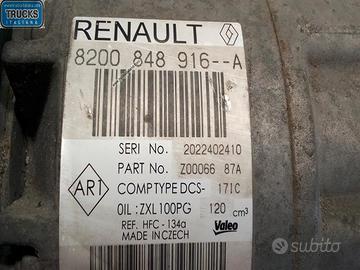 TRUCKS
RENAULT
8200 848 916--A
SERI No. 2022402410
PART No. Z00066 87A
ART
COMPTYPE DCS- 171C
OIL : ZXL100PG 120 cm³
REF. HFC - 134a
MADE IN CZECH
Valeo
subito